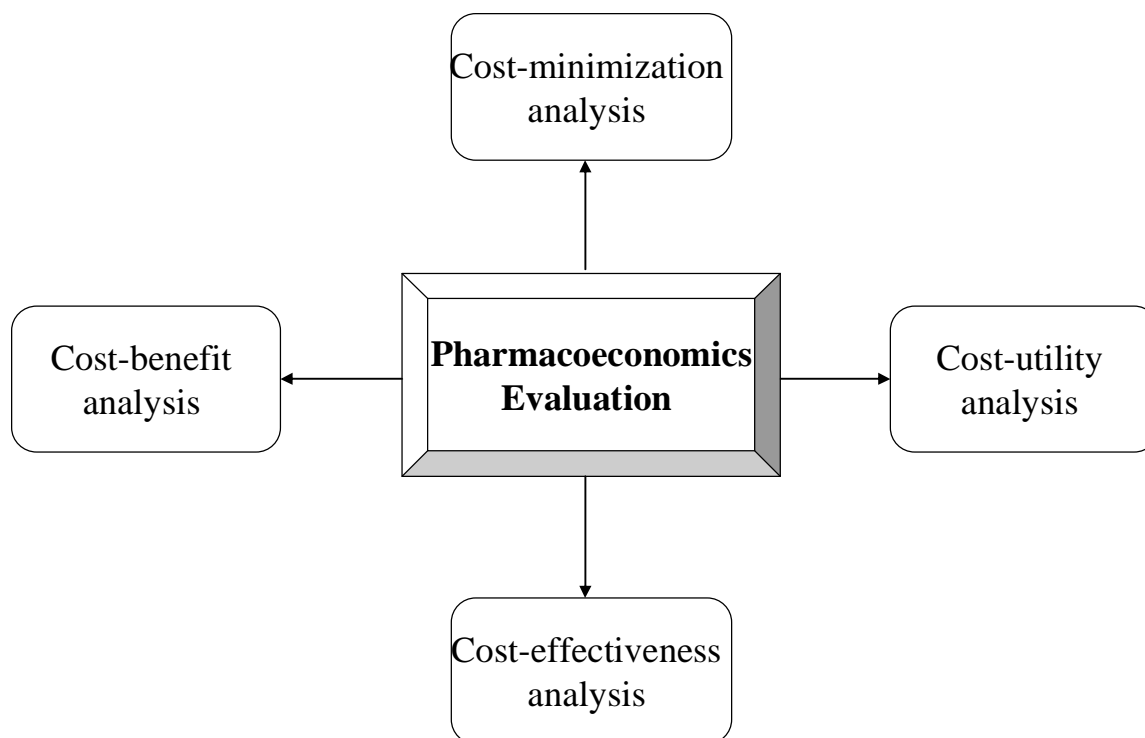 Cost-minimization
analysis
Cost-benefit
analysis
Pharmacoeconomics
Evaluation
Cost-utility
analysis
Cost-effectiveness
analysis